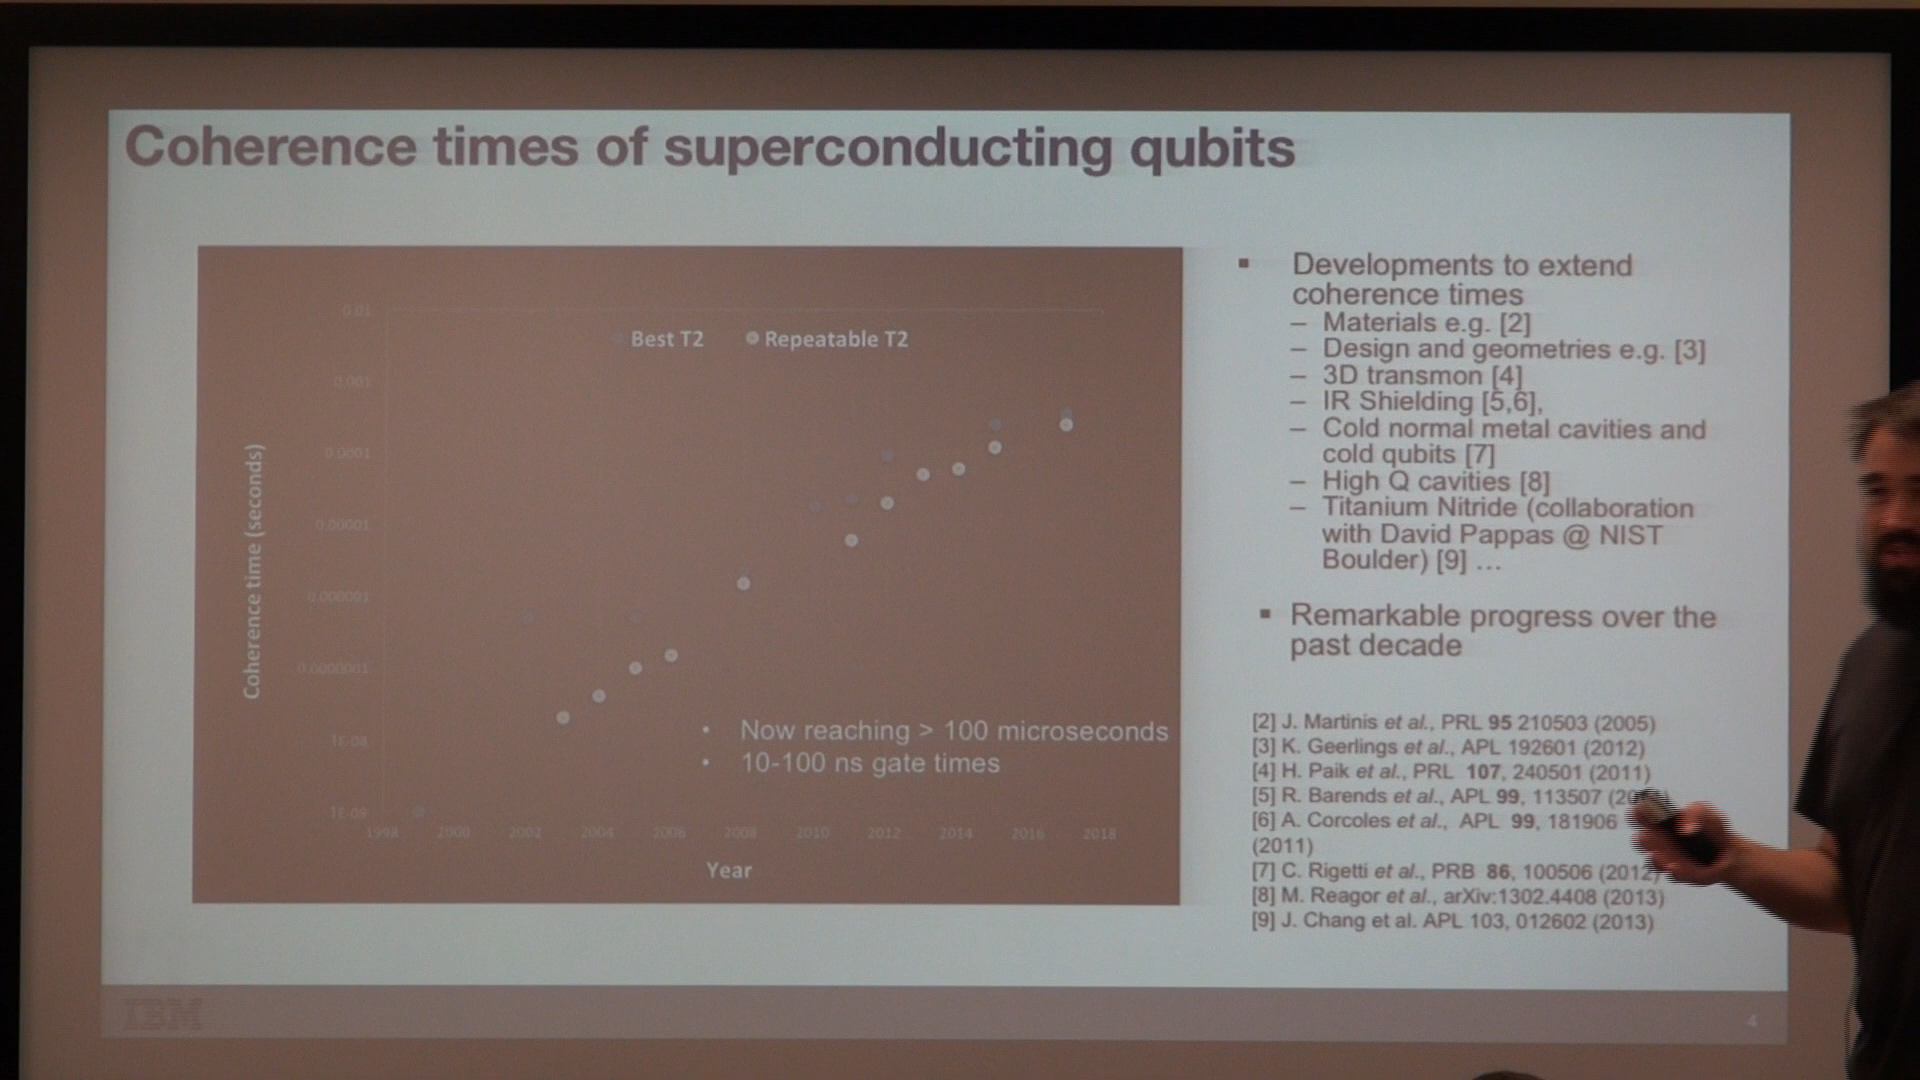 Coherence times of superconducting qubits
0.01
Best T2
Repeatable T2
0.001
0.0001
0.00001
0.000001
0.0000001
1E-08
1E-09
Coherence time (seconds)
1998 2000 2002 2004 2006 2008 2010 2012 2014 2016 2018
Year
• Now reaching > 100 microseconds
• 10-100 ns gate times
▪ Developments to extend
coherence times
– Materials e.g. [2]
– Design and geometries e.g. [3]
– 3D transmon [4]
– IR Shielding [5,6],
– Cold normal metal cavities and
cold qubits [7]
– High Q cavities [8]
– Titanium Nitride (collaboration
with David Pappas @ NIST
Boulder) [9] ...
▪ Remarkable progress over the
past decade
[2] J. Martinis et al., PRL 95 210503 (2005)
[3] K. Geerlings et al., APL 192601 (2012)
[4] H. Paik et al., PRL 107, 240501 (2011)
[5] R. Barends et al., APL 99, 113507
[6] A. Corcoles et al., APL 99, 181906
(2011)
[7] C. Rigetti et al., PRB 86, 100506 (2012)
[8] M. Reagor et al., arXiv:1302.4408 (2013)
[9] J. Chang et al. APL 103, 012602 (2013)
IBM
4